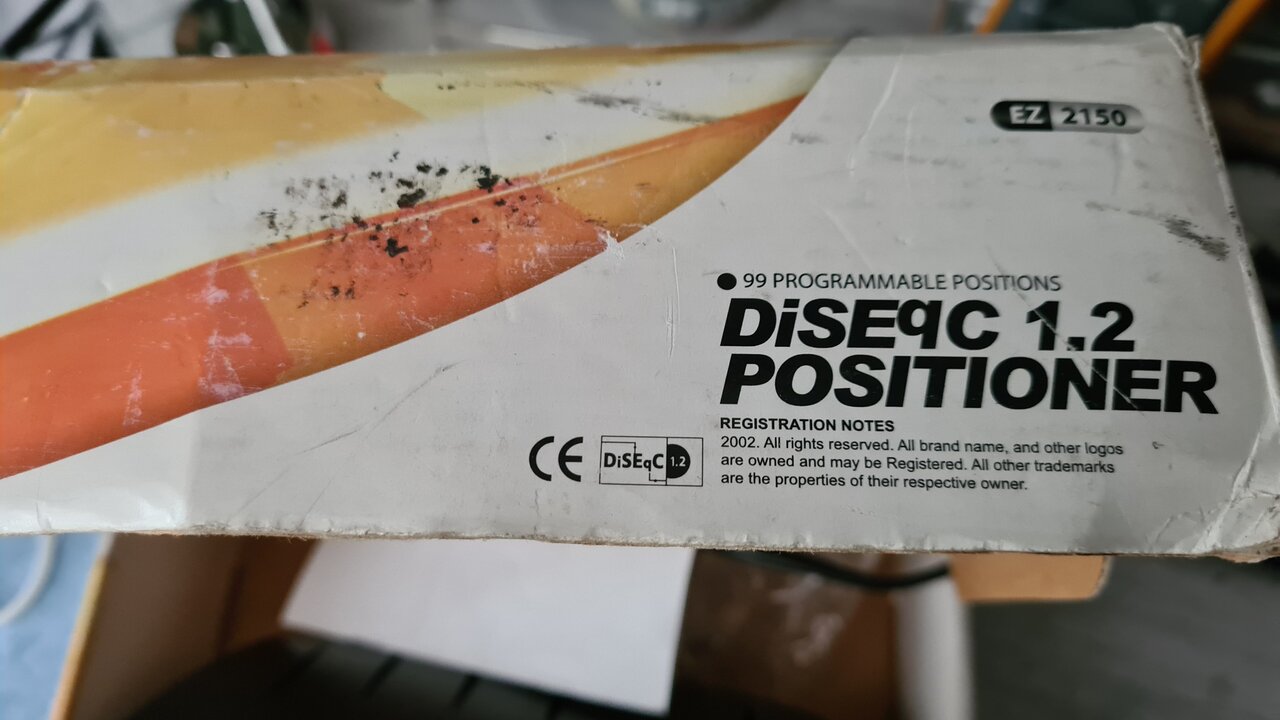 EZ 2150
● 99 PROGRAMMABLE POSITIONS
DiSEqC 1.2
POSITIONER
REGISTRATION NOTES
2002. All rights reserved. All brand name, and other logos
are owned and may be Registered. All other trademarks
are the properties of their respective owner.
CE DiSEqC 1.2